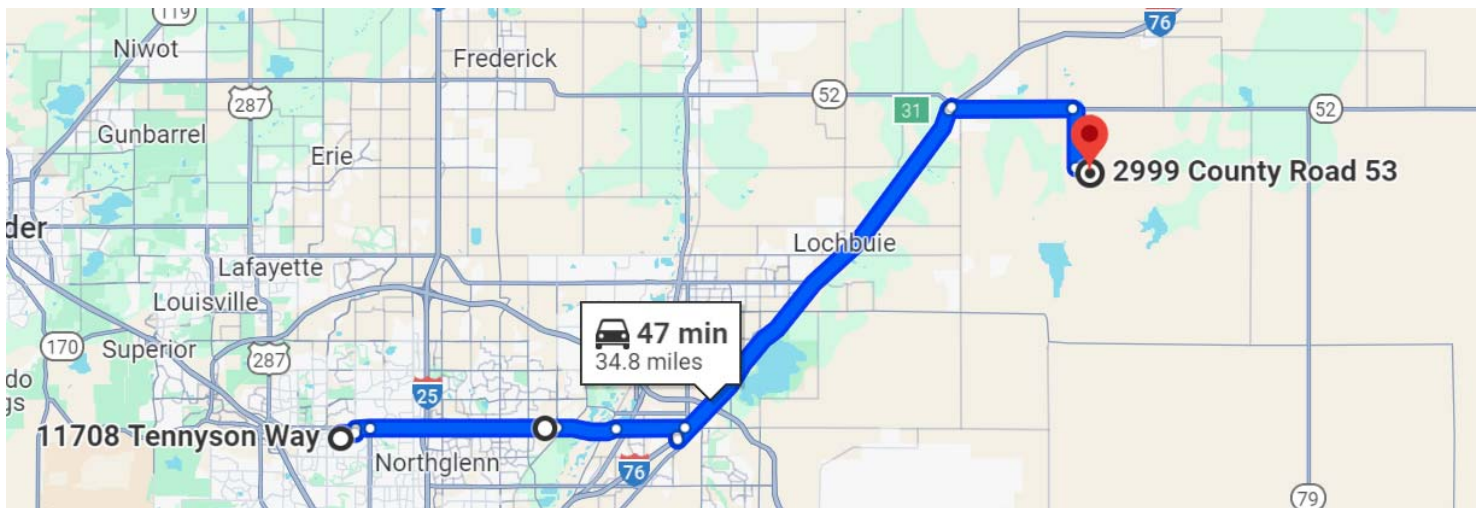 119
76
Niwot
Frederick
52
31
52
287
Gunbarrel
Erie
2999 County Road 53
der
Lochbuie
Lafayette
Louisville
47 min
34.8 miles
170
Superior
287
do
gs
25
11708 Tennyson Way
Northglenn
76
79